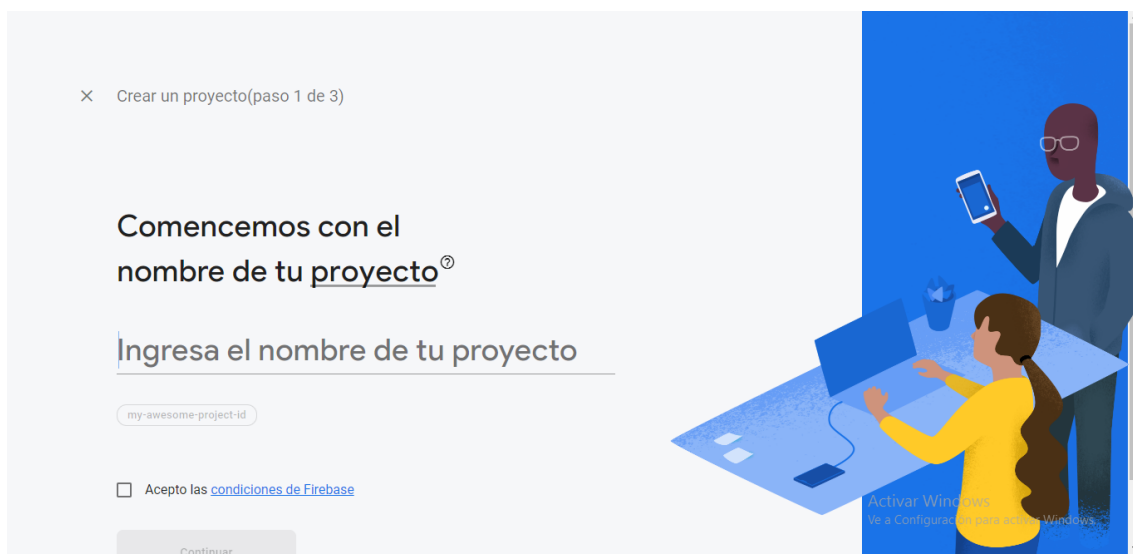 Crear un proyecto(paso 1 de 3)
Comencemos con el
nombre de tu proyecto?
Ingresa el nombre de tu proyecto
my-awesome-project-id
Acepto las condiciones de Firebase
Continuar
Activar Windows
Ve a Configuración para activar Windows.